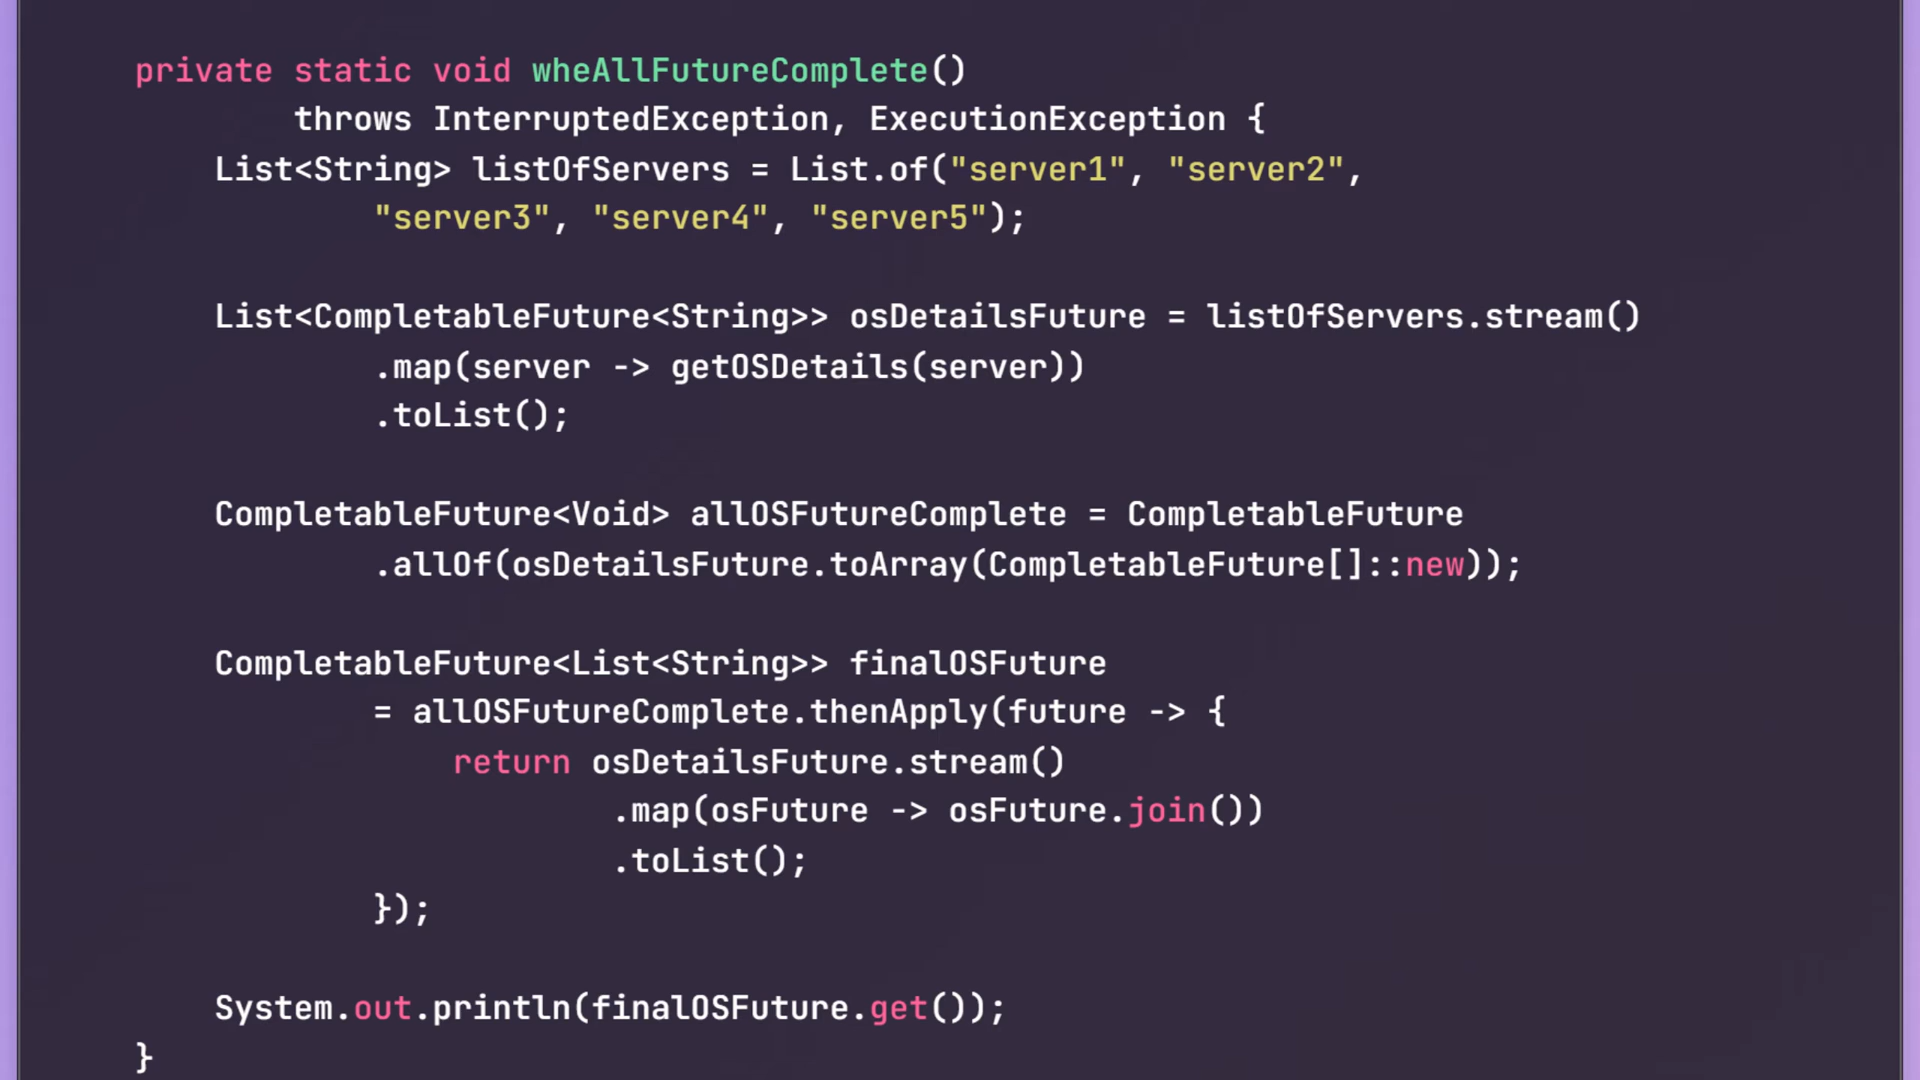 private static void wheAllFutureComplete()
throws InterruptedException, ExecutionException {
List<String> listOfServers = List.of("server1", "server2",
"server3", "server4", "server5");
List<CompletableFuture<String>> osDetailsFuture = listOfServers.stream()
.map(server -> getOSDetails(server))
.toList();
CompletableFuture<Void> allOSFutureComplete = CompletableFuture
.allOf(osDetailsFuture.toArray(CompletableFuture[]::new));
CompletableFuture<List<String>> finalOSFuture
= allOSFutureComplete.thenApply(future -> {
return osDetailsFuture.stream()
.map(osFuture -> osFuture.join())
.toList();
});
System.out.println(finalOSFuture.get());
}